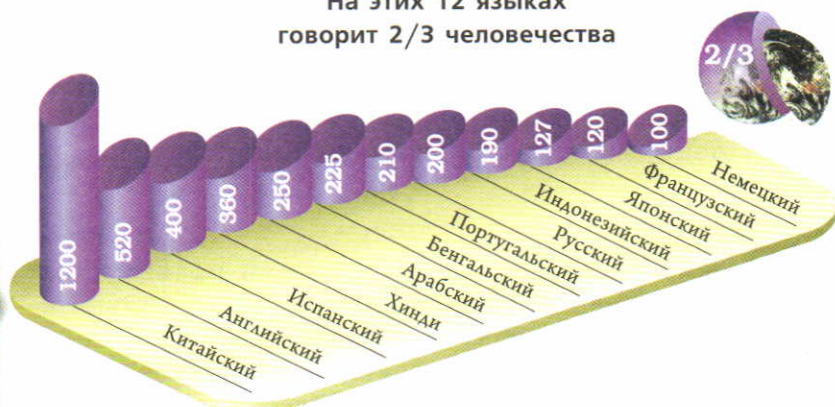 На этих 12 языках
говорит 2/3 человечества
2/3
1200
520
400
360
250
225
210
200
190
127
120
100
Китайский
Английский
Испанский
Хинди
Арабский
Бенгальский
Португальский
Русский
Индонезийский
Японский
Французский
Немецкий